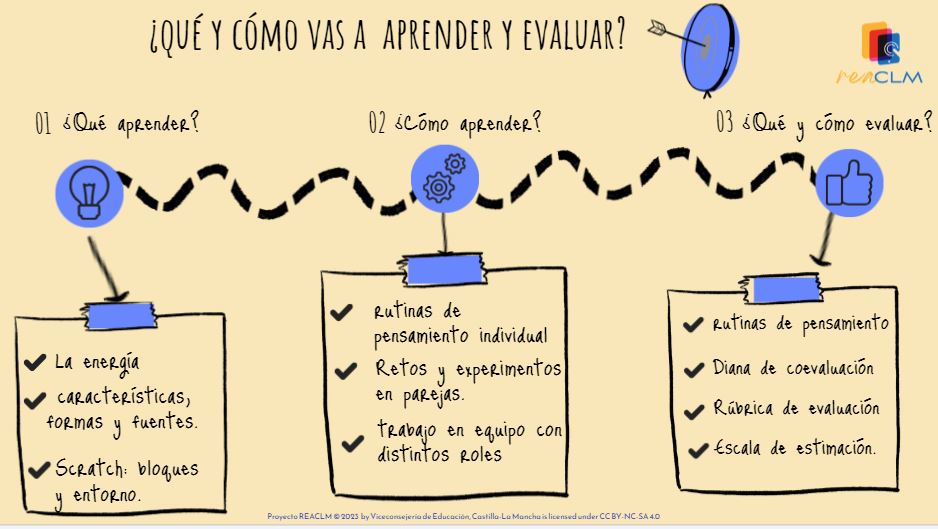 ¿QUÉ Y CÓMO VAS A APRENDER Y EVALUAR?
reaCLM
01 ¿Qué aprender?
02 ¿Cómo aprender?
03 ¿Qué y cómo evaluar?
La energía
características,
formas y fuentes.
Scratch: bloques
y entorno.
rutinas de
pensamiento individual
Retos y experimentos
en parejas.
trabajo en equipo con
distintos roles
rutinas de pensamiento
Diana de coevaluación
Rúbrica de evaluación
Escala de estimación.
Proyecto REACLM © 2023 by Viceconsejería de Educación, Castilla-La Mancha is licensed under CC BY-NC-SA 4.0